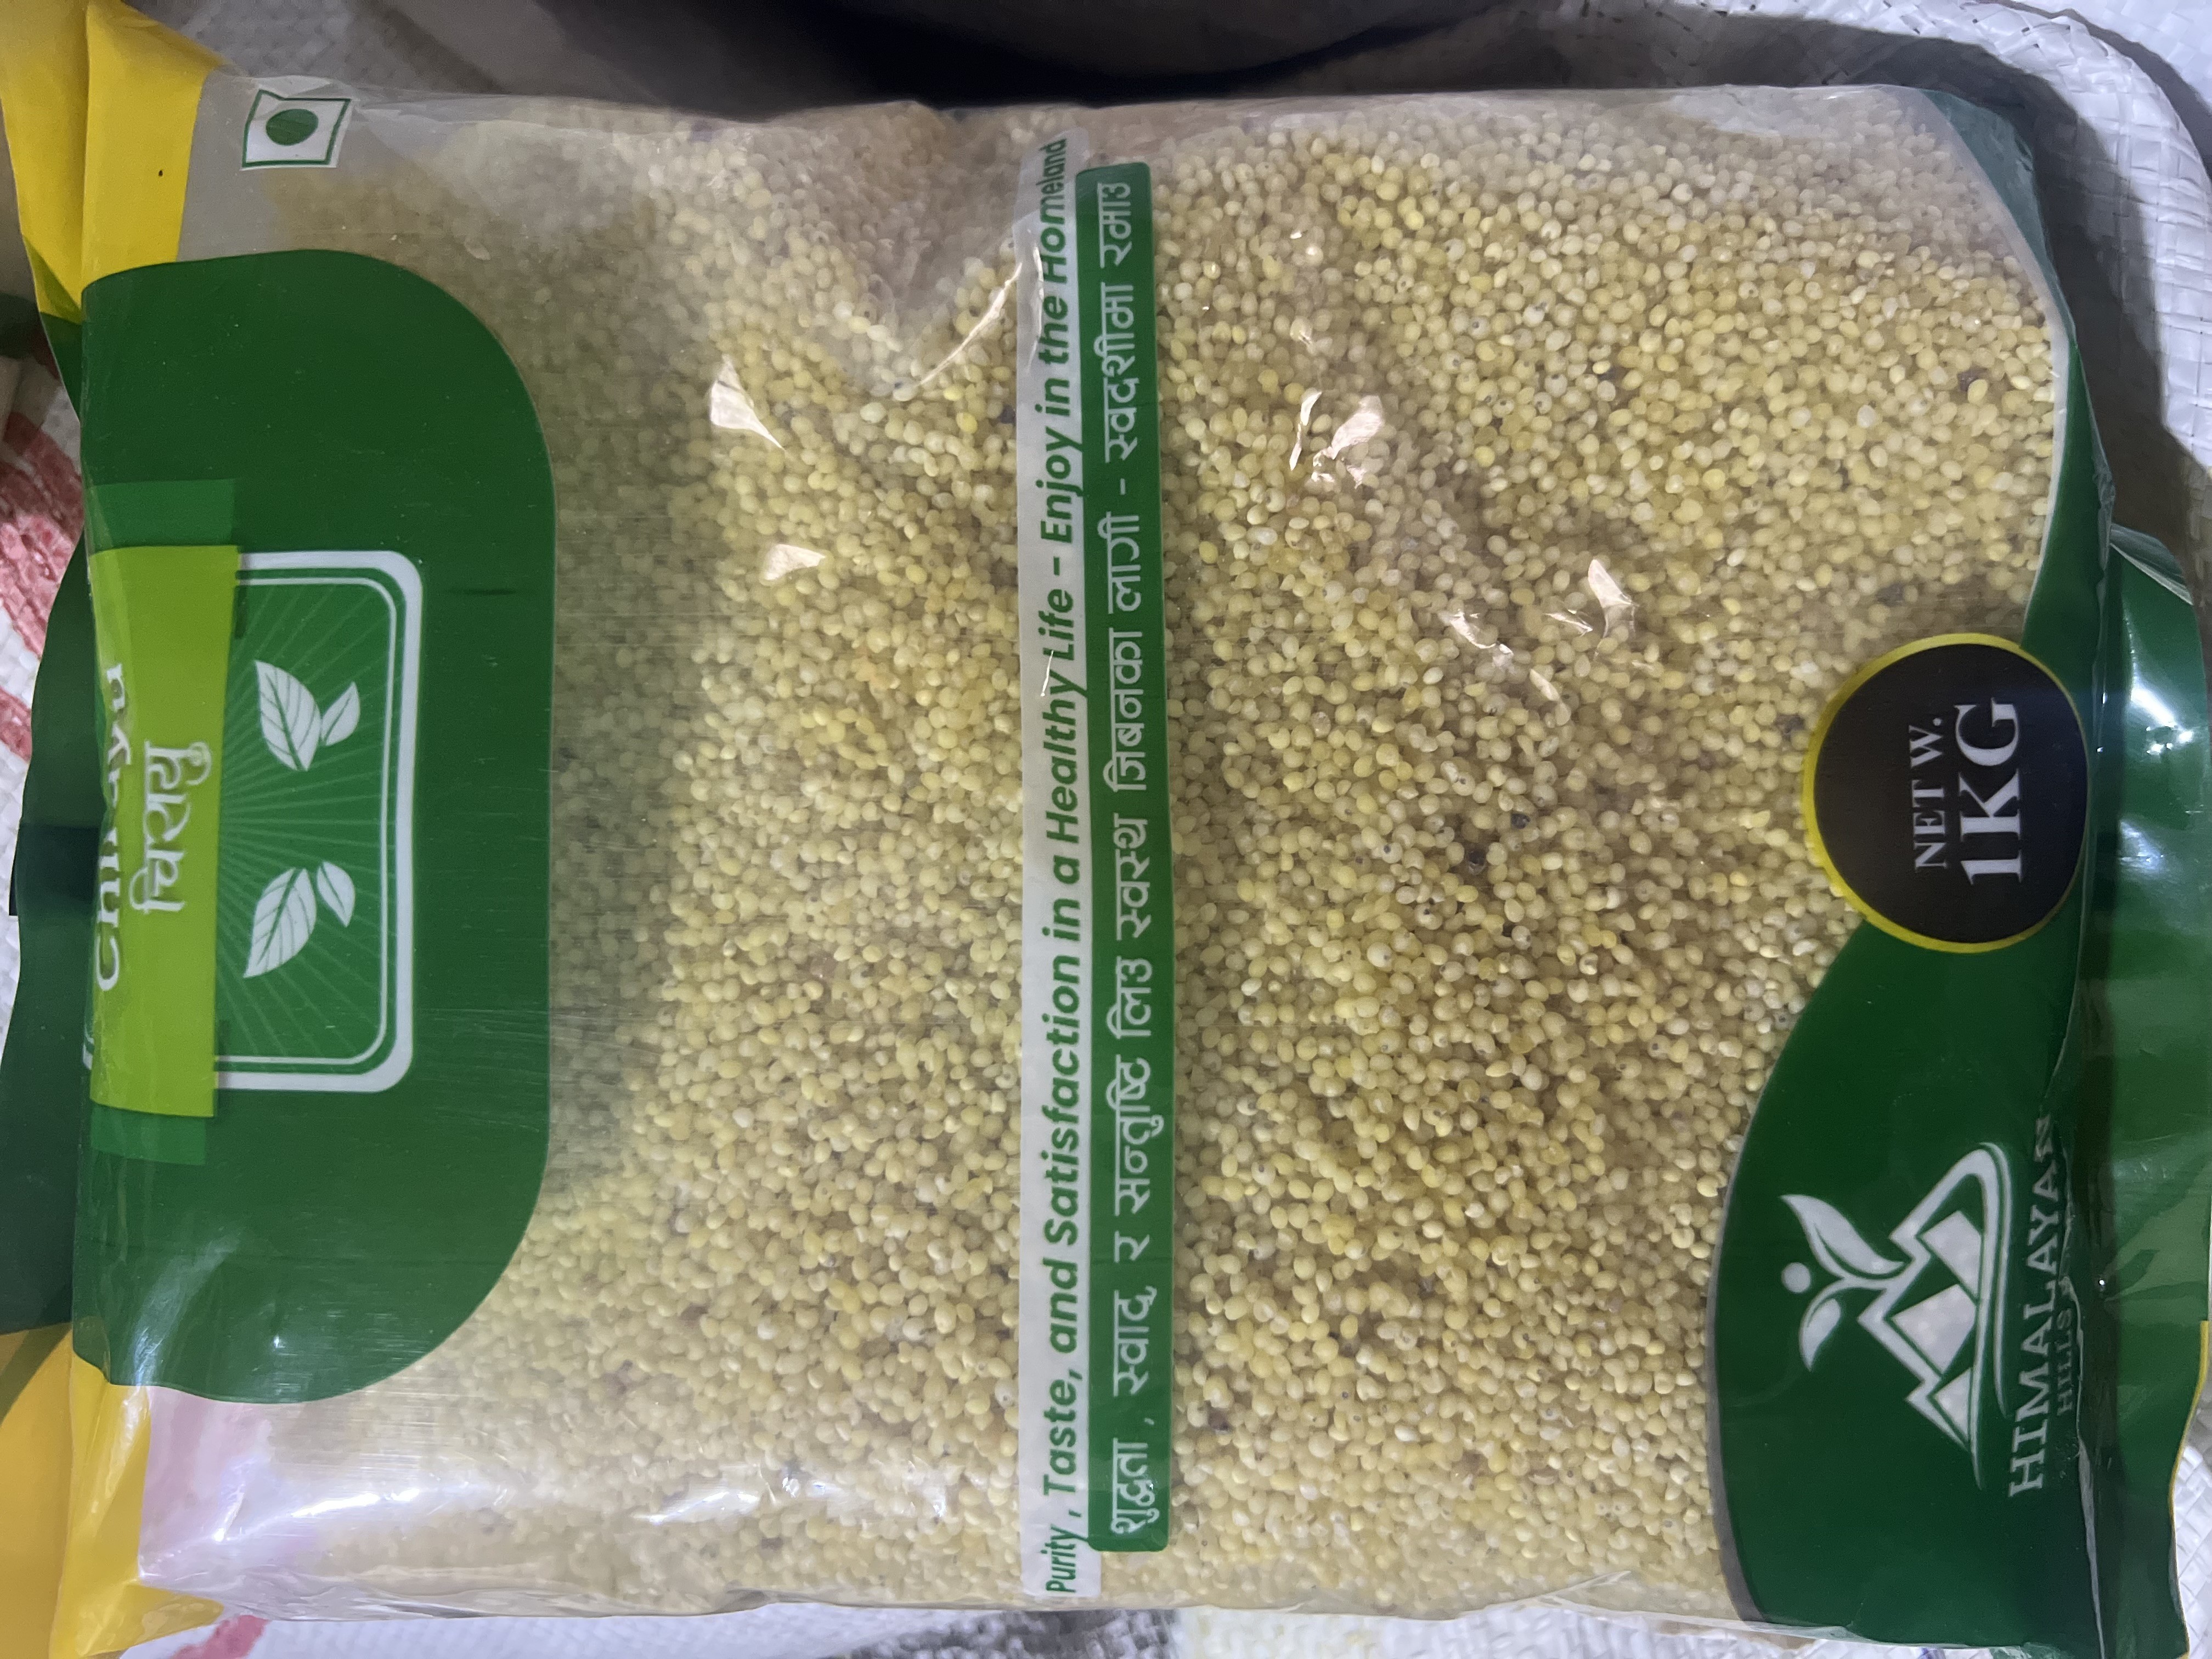 Chirayu
चिरायु
Purity , Taste, and Satisfaction in a Healthy Life - Enjoy in the Homeland
शुद्धता , स्वाद र सन्तुष्टि लिउ स्वस्थ जिबनका लागी - स्वदेशीमा रमाउ
NET W.
1KG
HIMALAYAN
HILLS